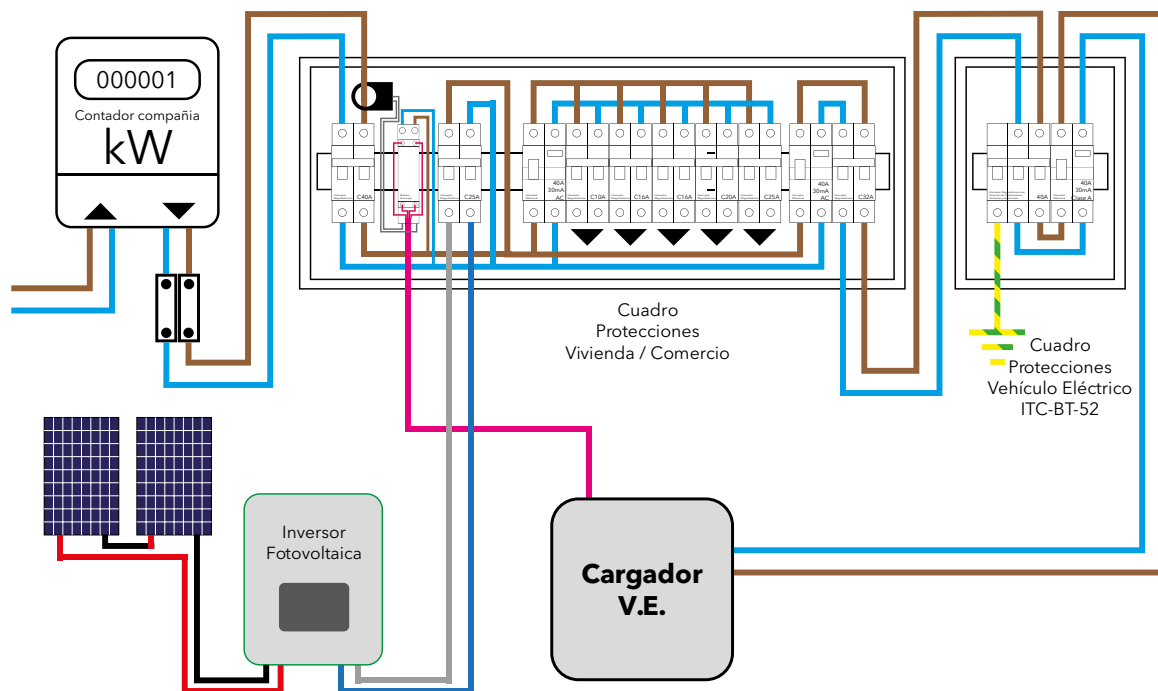 000001
Contador compañia
kW
C40A
C25A
40A
30mA
AC
C10A
C16A
C16A
C20A
C25A
40A
30mA
AC
C32A
40A
40A
30mA
Clase A
Cuadro
Protecciones
Vivienda / Comercio
Cuadro
Protecciones
Vehículo Eléctrico
ITC-BT-52
Inversor
Fotovoltaica
Cargador
V.E.